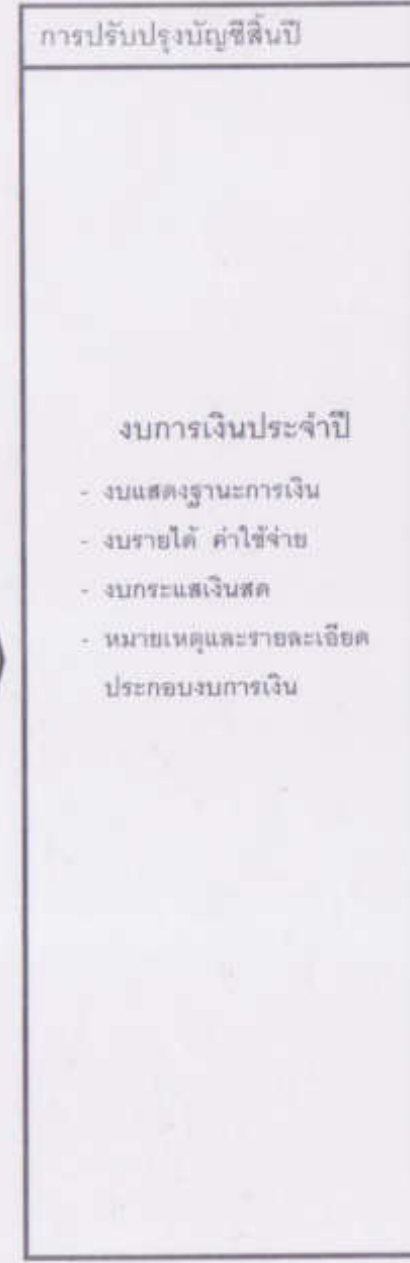 การปรับปรุงบัญชีสิ้นปี
งบการเงินประจำปี
- งบแสดงฐานะการเงิน
- งบรายได้ ค่าใช้จ่าย
- งบกระแสเงินสด
- หมายเหตุและรายละเอียด
ประกอบงบการเงิน